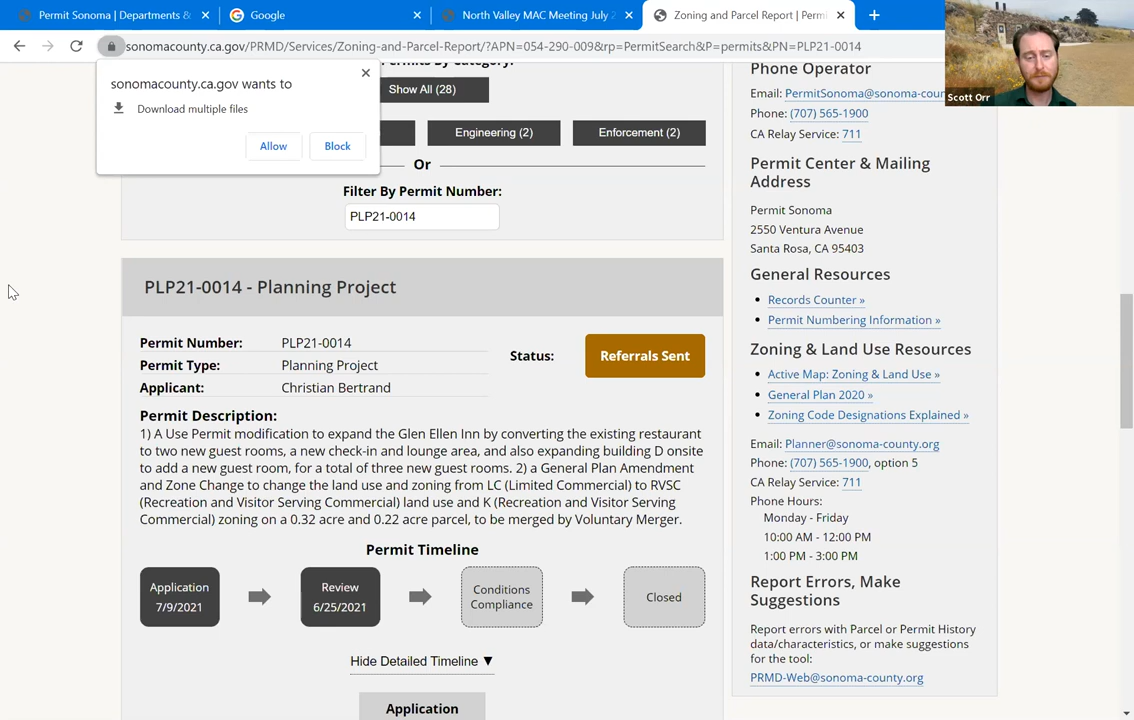 Permit Sonoma | Departments &
Google
North Valley MAC Meeting July 2
Zoning and Parcel Report | Permi
sonomacounty.ca.gov/PRMD/Services/Zoning-and-Parcel-Report/?APN=054-290-009&rp=PermitSearch&P=permits&PN=PLP21-0014
sonomacounty.ca.gov wants to
Download multiple files
Allow
Block
Permits By Category:
Show All (28)
Engineering (2)
Enforcement (2)
Or
Filter By Permit Number:
PLP21-0014
PLP21-0014 - Planning Project
Permit Number: PLP21-0014
Permit Type: Planning Project
Applicant: Christian Bertrand
Status:
Referrals Sent
Permit Description:
1) A Use Permit modification to expand the Glen Ellen Inn by converting the existing restaurant
to two new guest rooms, a new check-in and lounge area, and also expanding building D onsite
to add a new guest room, for a total of three new guest rooms. 2) a General Plan Amendment
and Zone Change to change the land use and zoning from LC (Limited Commercial) to RVSC
(Recreation and Visitor Serving Commercial) land use and K (Recreation and Visitor Serving
Commercial) zoning on a 0.32 acre and 0.22 acre parcel, to be merged by Voluntary Merger.
Permit Timeline
Application
7/9/2021
Review
6/25/2021
Conditions
Compliance
Closed
Hide Detailed Timeline ▼
Application
Phone Operator
Email: PermitSonoma@sonoma-coun
Phone: (707) 565-1900
CA Relay Service: 711
Permit Center & Mailing
Address
Permit Sonoma
2550 Ventura Avenue
Santa Rosa, CA 95403
General Resources
• Records Counter »
• Permit Numbering Information »
Zoning & Land Use Resources
• Active Map: Zoning & Land Use »
• General Plan 2020 »
• Zoning Code Designations Explained »
Email: Planner@sonoma-county.org
Phone: (707) 565-1900, option 5
CA Relay Service: 711
Phone Hours:
Monday - Friday
10:00 AM - 12:00 PM
1:00 PM - 3:00 PM
Report Errors, Make
Suggestions
Report errors with Parcel or Permit History
data/characteristics, or make suggestions
for the tool:
PRMD-Web@sonoma-county.org
Scott Orr